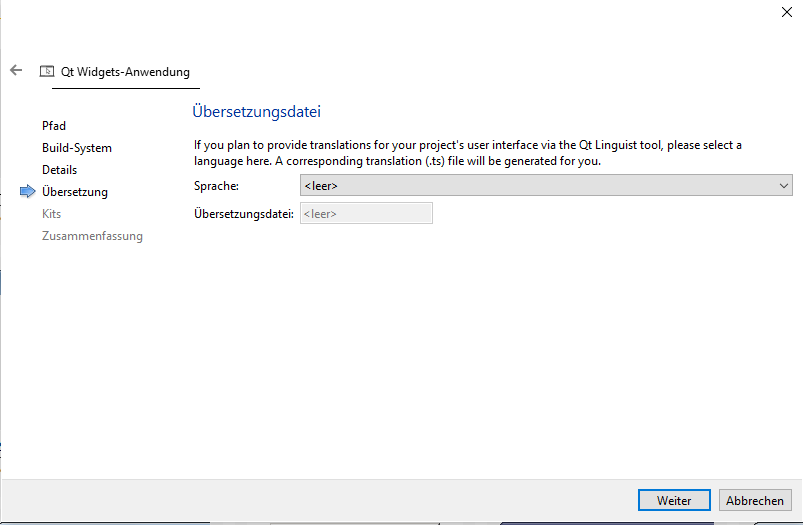 Qt Widgets-Anwendung
Übersetzungsdatei
Pfad
Build-System
Details
Übersetzung
Kits
Zusammenfassung
If you plan to provide translations for your project's user interface via the Qt Linguist tool, please select a
language here. A corresponding translation (.ts) file will be generated for you.
Sprache: <leer>
Übersetzungsdatei: <leer>
Weiter Abbrechen